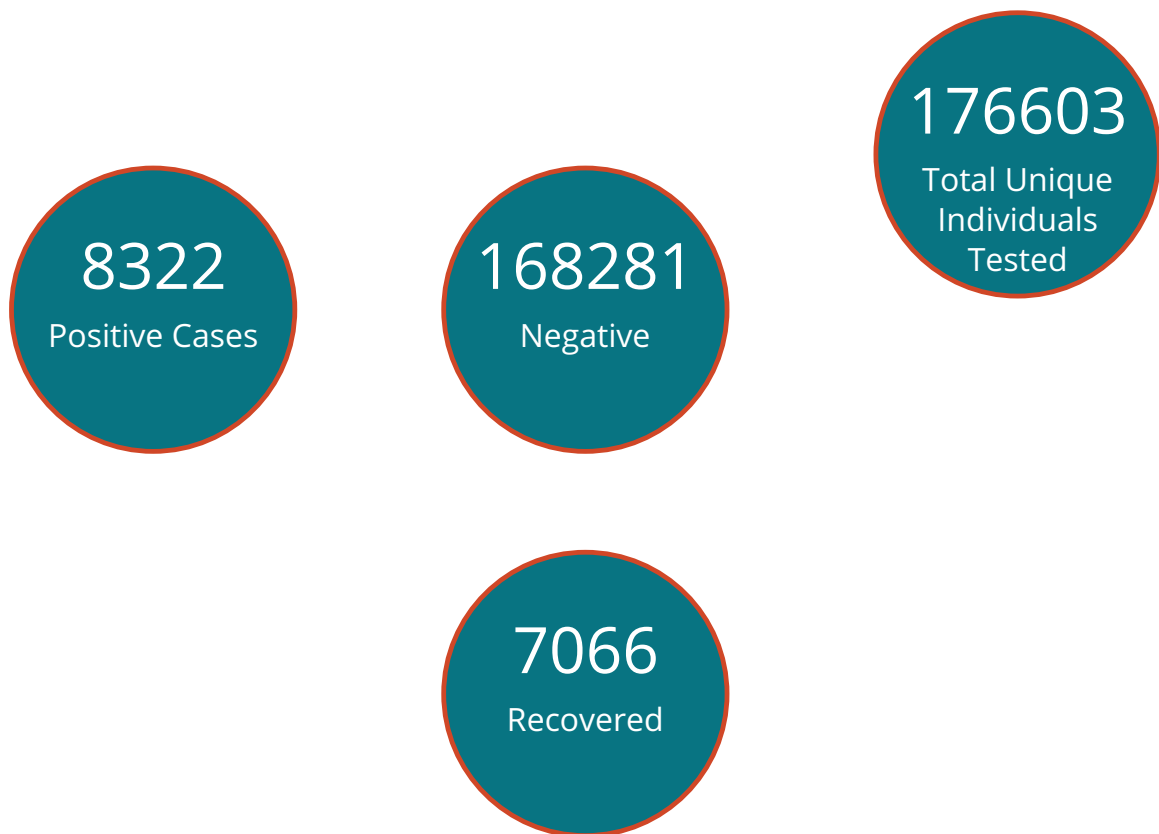 8322
Positive Cases
168281
Negative
176603
Total Unique
Individuals
Tested
7066
Recovered